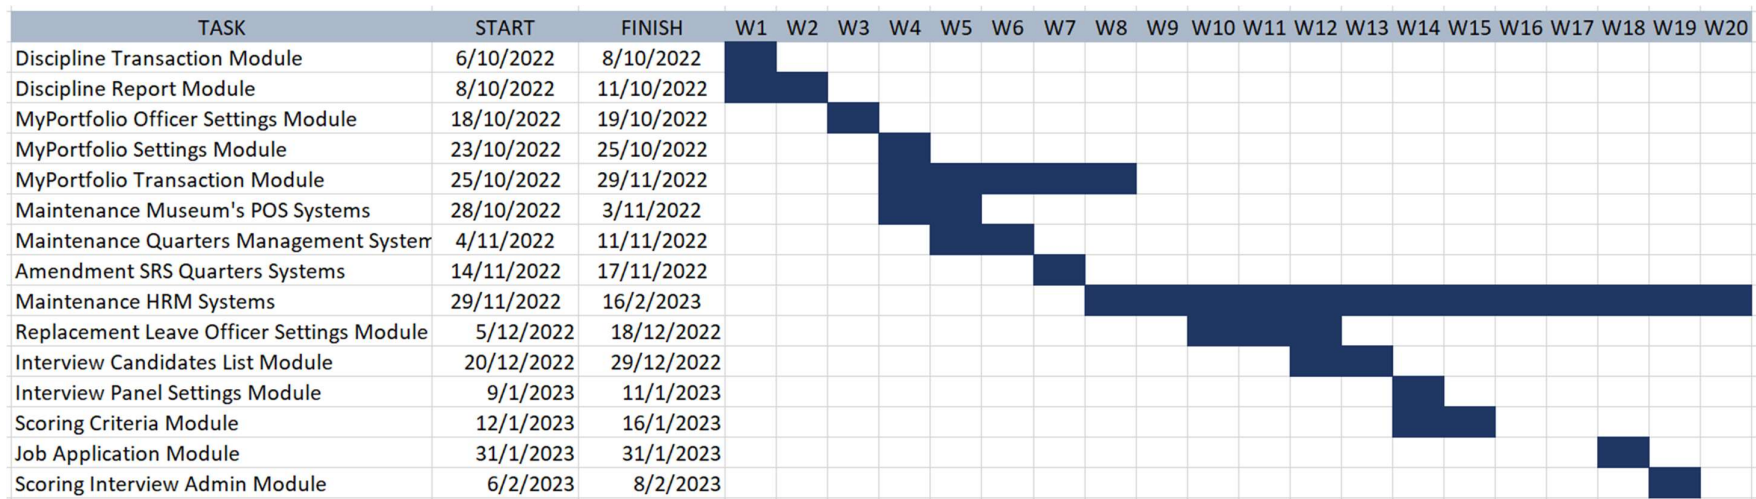 TASK START FINISH W1 W2 W3 W4 W5 W6 W7 W8 W9 W10 W11 W12 W13 W14 W15 W16 W17 W18 W19 W20
Discipline Transaction Module 6/10/2022 8/10/2022
Discipline Report Module 8/10/2022 11/10/2022
MyPortfolio Officer Settings Module 18/10/2022 19/10/2022
MyPortfolio Settings Module 23/10/2022 25/10/2022
MyPortfolio Transaction Module 25/10/2022 29/11/2022
Maintenance Museum's POS Systems 28/10/2022 3/11/2022
Maintenance Quarters Management System 4/11/2022 11/11/2022
Amendment SRS Quarters Systems 14/11/2022 17/11/2022
Maintenance HRM Systems 29/11/2022 16/2/2023
Replacement Leave Officer Settings Module 5/12/2022 18/12/2022
Interview Candidates List Module 20/12/2022 29/12/2022
Interview Panel Settings Module 9/1/2023 11/1/2023
Scoring Criteria Module 12/1/2023 16/1/2023
Job Application Module 31/1/2023 31/1/2023
Scoring Interview Admin Module 6/2/2023 8/2/2023